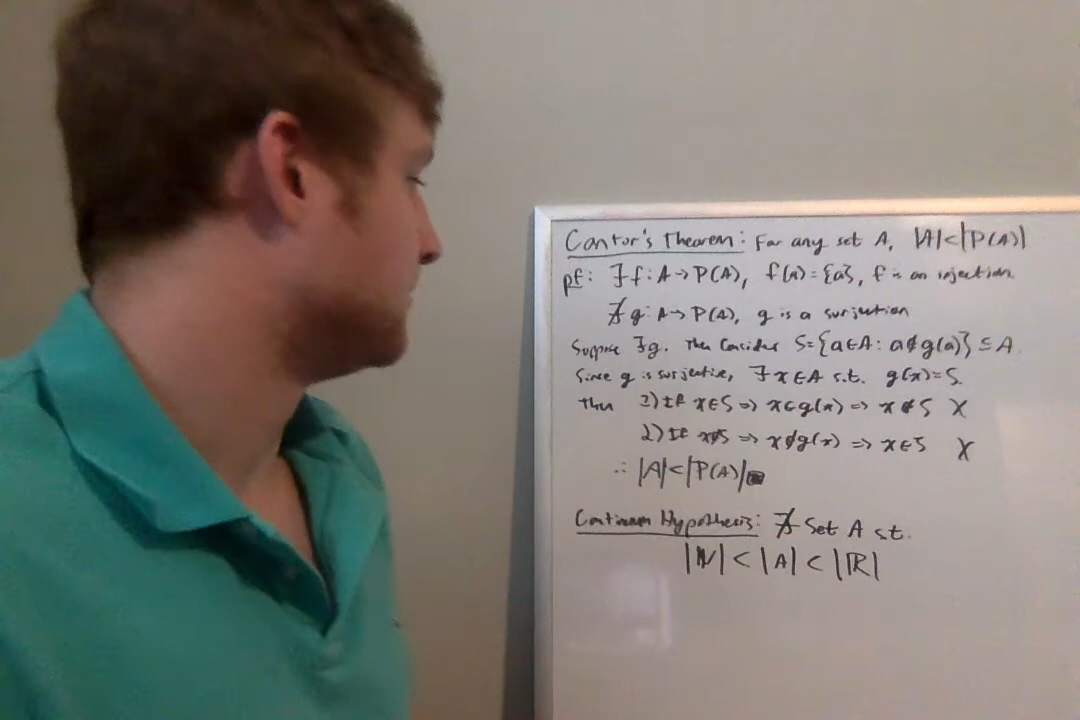 Cantor's Theorem: For any set A, |A|<|P(A)|
pf: ∃ f: A→P(A), f(a)={a}, f is an injection.
∄ g: A→P(A), g is a surjection
Suppose ∃g. Then Consider S={a∈A: a∉g(a)}⊆A.
Since g is surjective, ∃ x∈A s.t. g(x)=S.
Then 1) If x∈S ⇒ x∈g(x) ⇒ x∉S X
2) If x∉S ⇒ x∉g(x) ⇒ x∈S X
∴ |A|<|P(A)| ■
Continuum Hypothesis: ∄ Set A s.t.
|ℕ| < |A| < |ℝ|